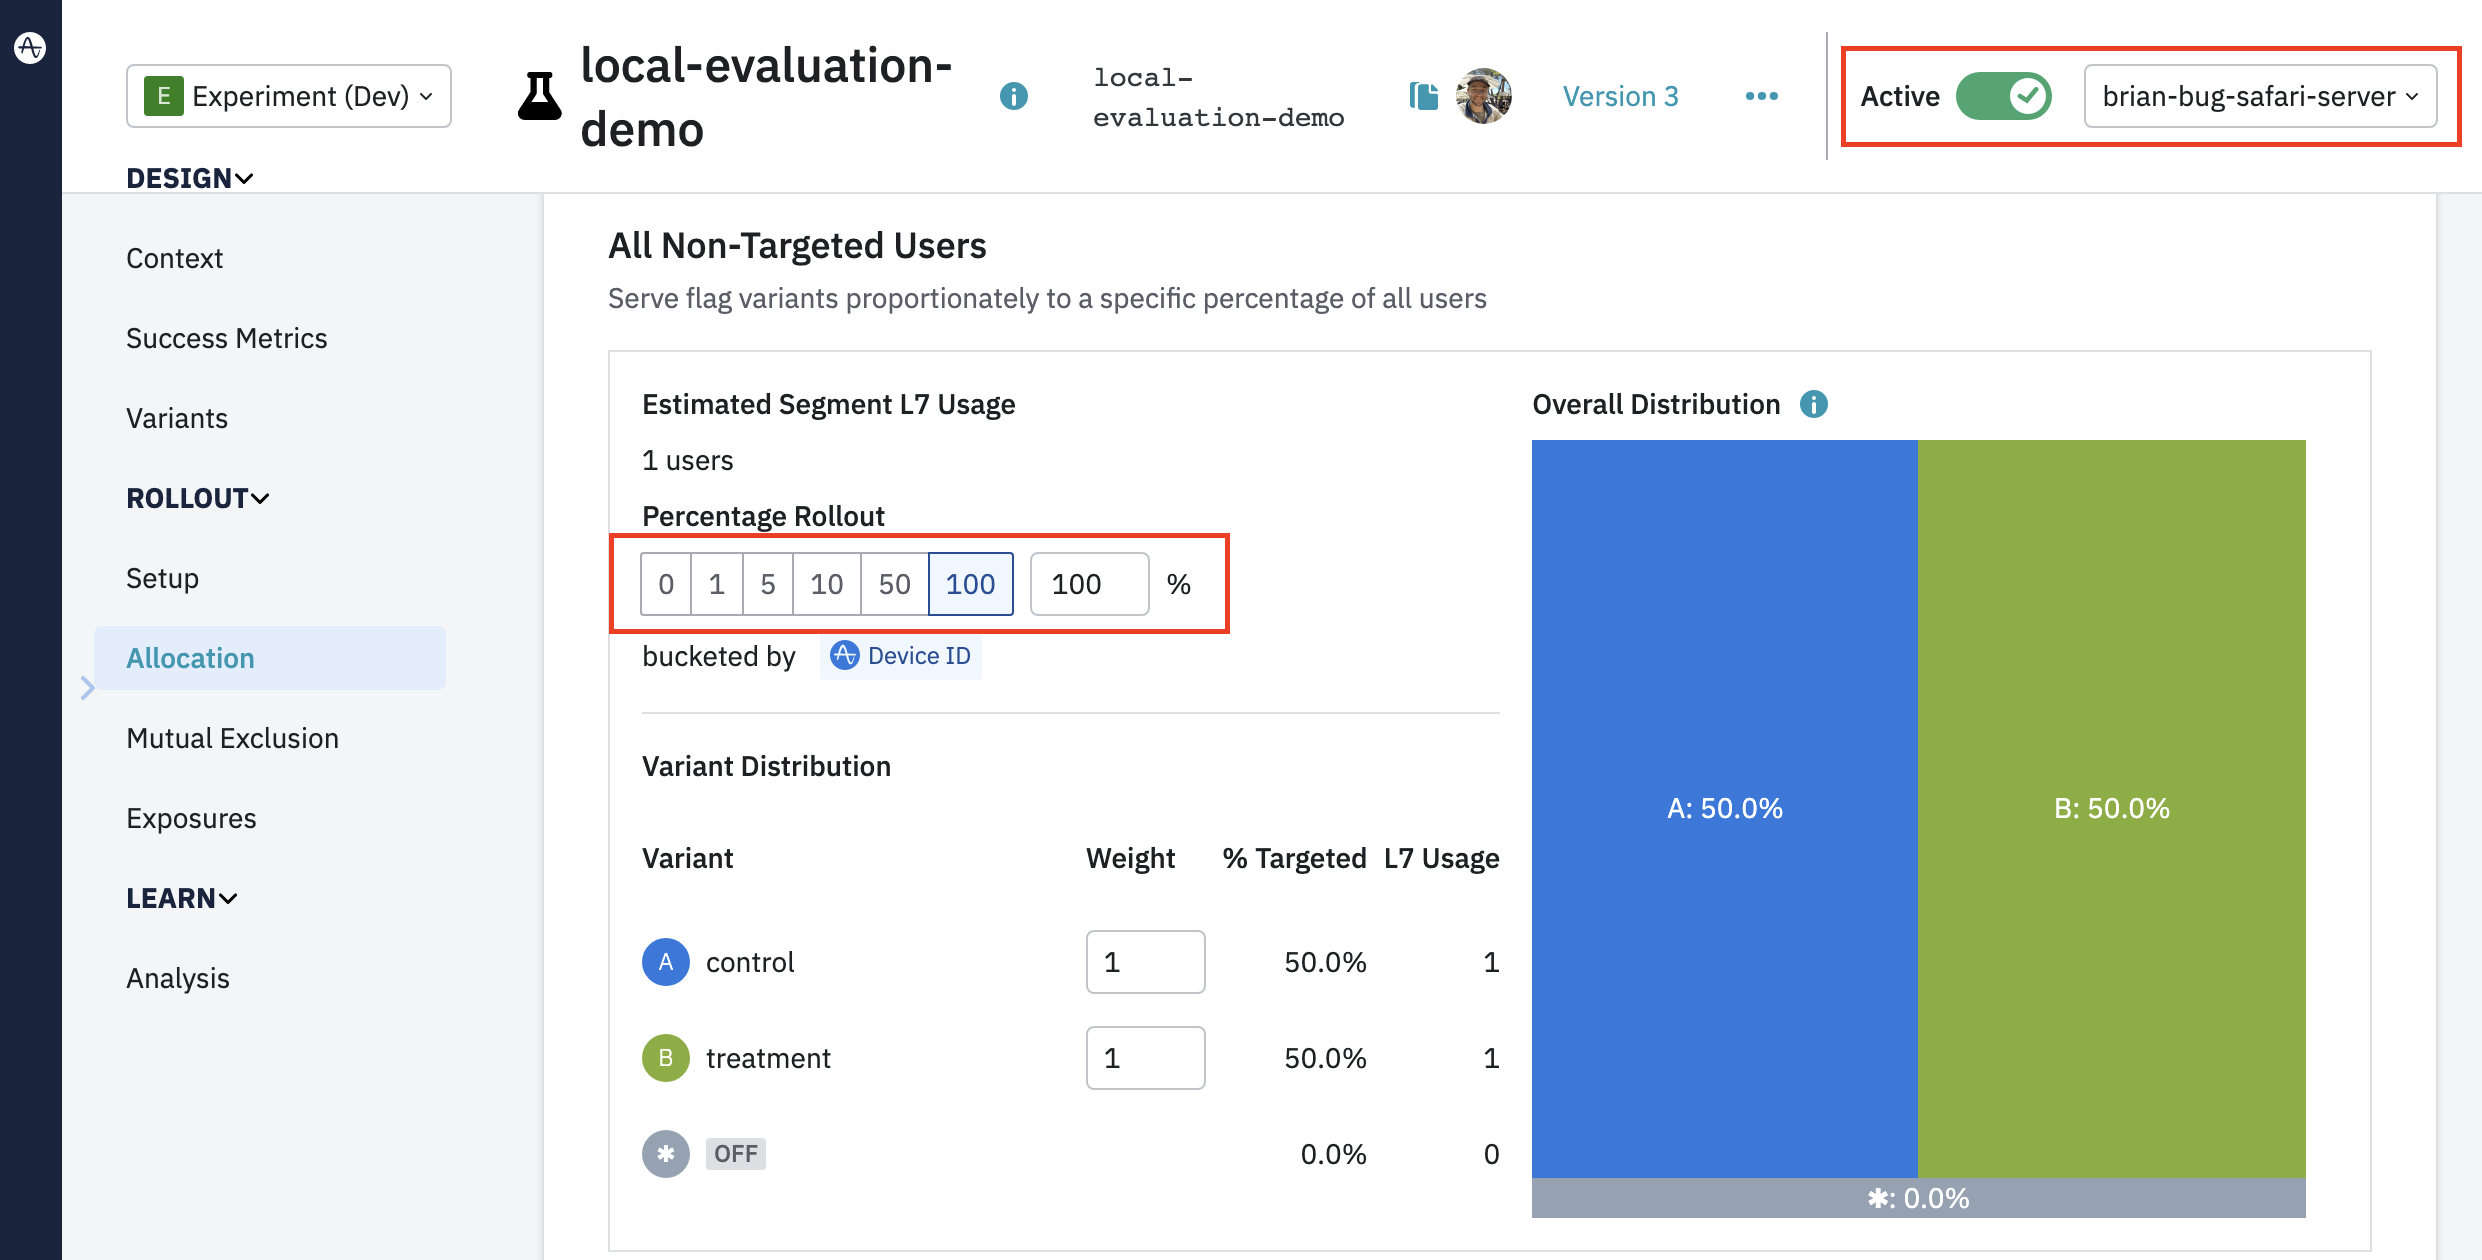 E Experiment (Dev)
local-evaluation-
demo
local-
evaluation-demo
Version 3
Active
brian-bug-safari-server
DESIGN
Context
Success Metrics
Variants
ROLLOUT
Setup
Allocation
Mutual Exclusion
Exposures
LEARN
Analysis
All Non-Targeted Users
Serve flag variants proportionately to a specific percentage of all users
Estimated Segment L7 Usage
1 users
Percentage Rollout
0 1 5 10 50 100 100 %
bucketed by Device ID
Variant Distribution
Variant Weight % Targeted L7 Usage
A control 1 50.0% 1
B treatment 1 50.0% 1
✱ OFF 0.0% 0
Overall Distribution
A: 50.0% B: 50.0%
✱: 0.0%